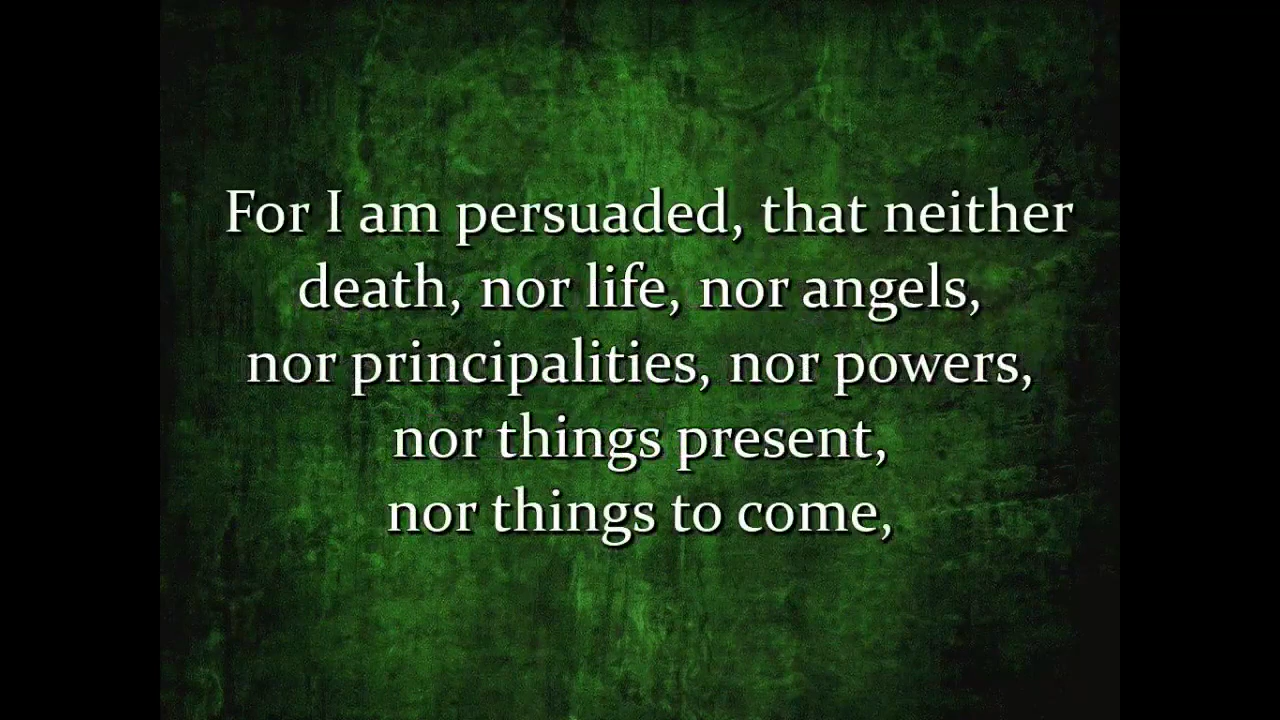 For I am persuaded, that neither
death, nor life, nor angels,
nor principalities, nor powers,
nor things present,
nor things to come,